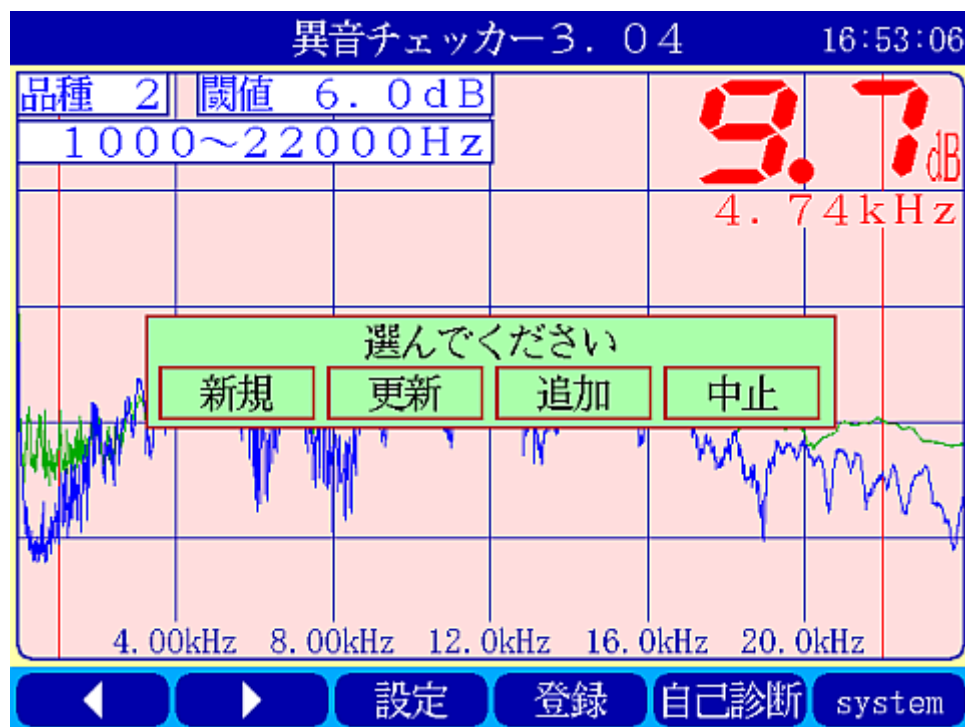 異音チェッカー3.04 16:53:06
品種 2 閾値 6.0dB
1000~22000Hz
9.7dB
4.74kHz
選んでください
新規 更新 追加 中止
4.00kHz 8.00kHz 12.0kHz 16.0kHz 20.0kHz
設定 登録 自己診断 system